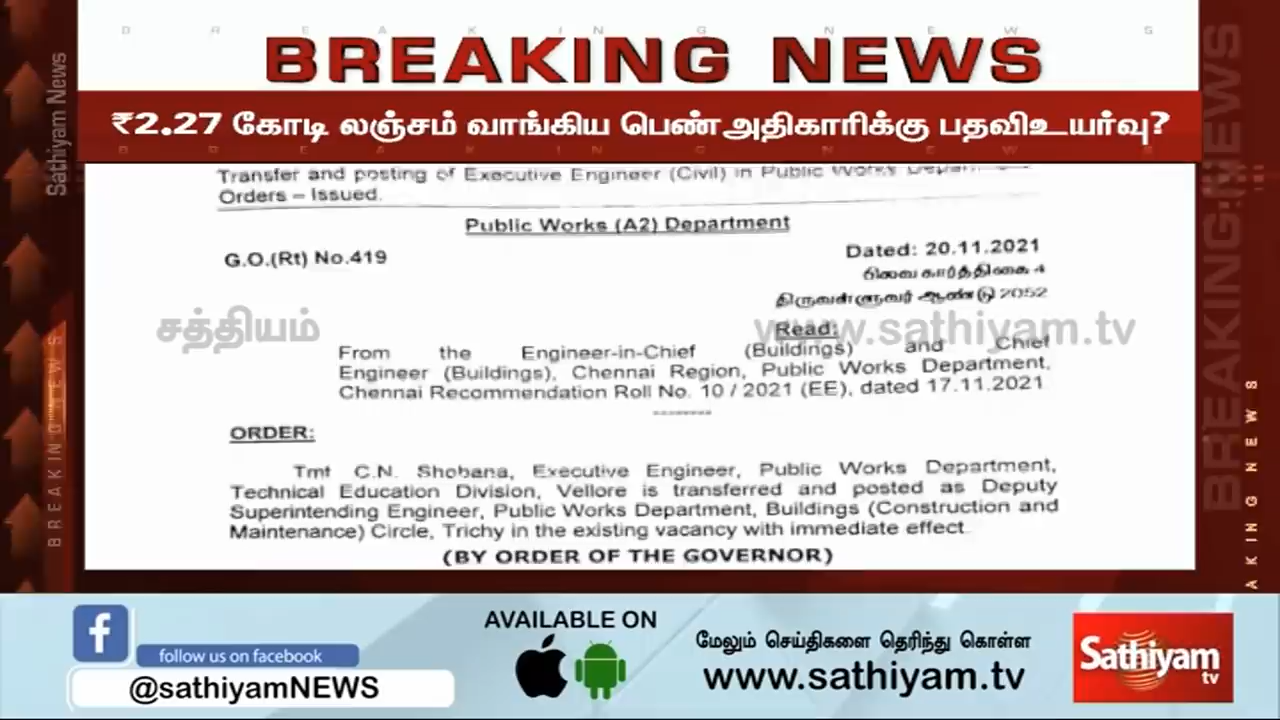 BREAKING NEWS
BREAKING NEWS
₹2.27 கோடி லஞ்சம் வாங்கிய பெண்அதிகாரிக்கு பதவிஉயர்வு?
Sathiyam News
BREAKING NEWS
BREAKING NEWS
Transfer and posting of Executive Engineer (Civil) in Public Works
Orders – Issued.
Public Works (A2) Department
G.O.(Rt) No.419
Dated: 20.11.2021
கார்த்திகை 4
திருவள்ளுவர் ஆண்டு 2052
சத்தியம்
www.sathiyam.tv
Read:
From the Engineer-in-Chief (Buildings) and Chief
Engineer (Buildings), Chennai Region, Public Works Department,
Chennai Recommendation Roll No. 10 / 2021 (EE), dated 17.11.2021
--------
ORDER:
Tmt C.N. Shobana, Executive Engineer, Public Works Department,
Technical Education Division, Vellore is transferred and posted as Deputy
Superintending Engineer, Public Works Department, Buildings (Construction and
Maintenance) Circle, Trichy in the existing vacancy with immediate effect.
(BY ORDER OF THE GOVERNOR)
f
follow us on facebook
@sathiyamNEWS
AVAILABLE ON
மேலும் செய்திகளை தெரிந்து கொள்ள
www.sathiyam.tv
Sathiyam
tv